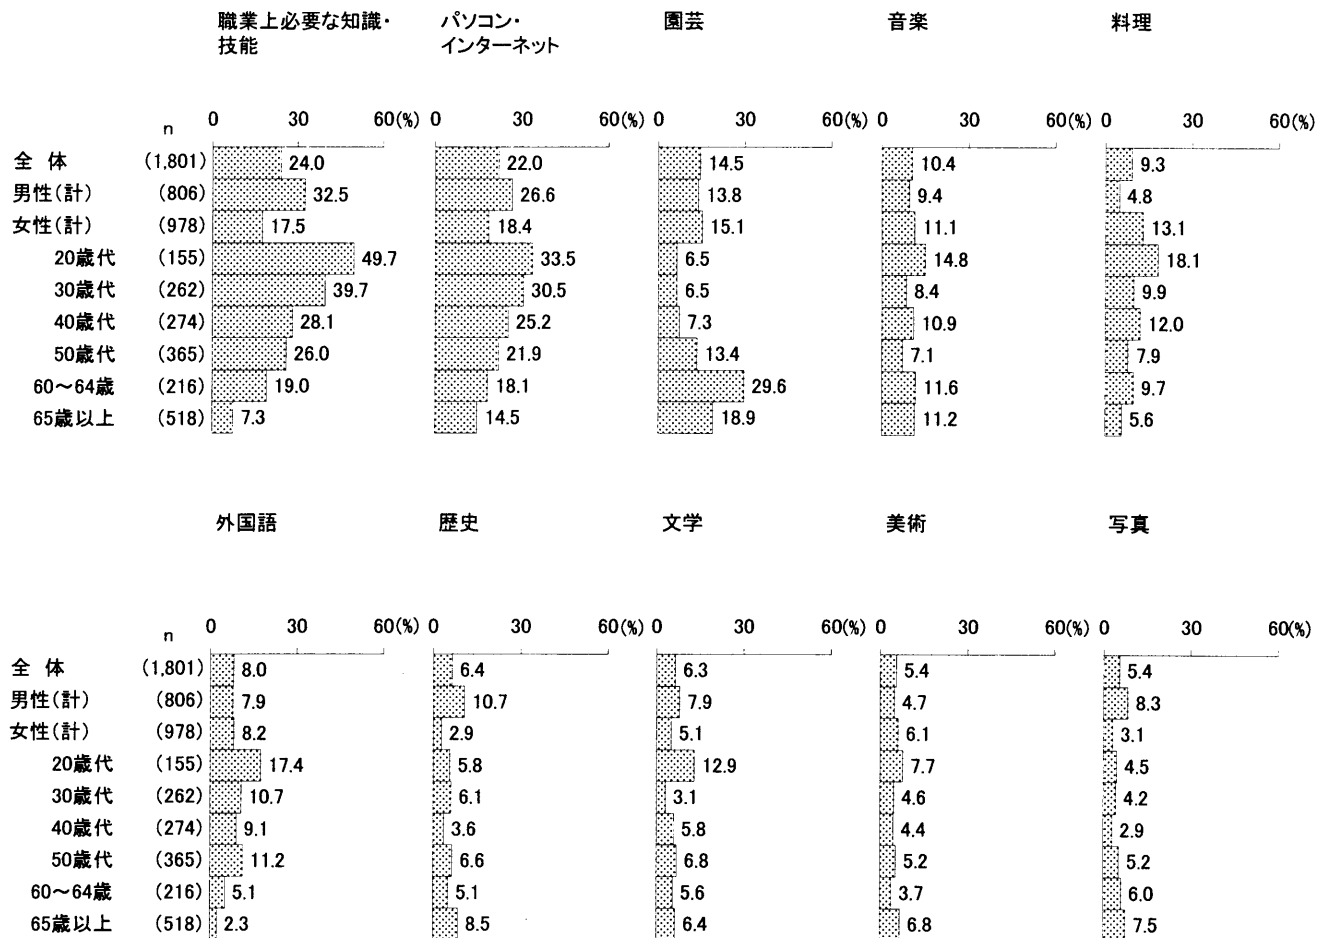 職業上必要な知識・ パソコン・ 園芸 音楽 料理
技能 インターネット
n 0 30 60(%) 0 30 60(%) 0 30 60(%) 0 30 60(%) 0 30 60(%)
全 体 (1,801) 24.0 22.0 14.5 10.4 9.3
男性(計) (806) 32.5 26.6 13.8 9.4 4.8
女性(計) (978) 17.5 18.4 15.1 11.1 13.1
20歳代 (155) 49.7 33.5 6.5 14.8 18.1
30歳代 (262) 39.7 30.5 6.5 8.4 9.9
40歳代 (274) 28.1 25.2 7.3 10.9 12.0
50歳代 (365) 26.0 21.9 13.4 7.1 7.9
60～64歳 (216) 19.0 18.1 29.6 11.6 9.7
65歳以上 (518) 7.3 14.5 18.9 11.2 5.6
外国語 歴史 文学 美術 写真
n 0 30 60(%) 0 30 60(%) 0 30 60(%) 0 30 60(%) 0 30 60(%)
全 体 (1,801) 8.0 6.4 6.3 5.4 5.4
男性(計) (806) 7.9 10.7 7.9 4.7 8.3
女性(計) (978) 8.2 2.9 5.1 6.1 3.1
20歳代 (155) 17.4 5.8 12.9 7.7 4.5
30歳代 (262) 10.7 6.1 3.1 4.6 4.2
40歳代 (274) 9.1 3.6 5.8 4.4 2.9
50歳代 (365) 11.2 6.6 6.8 5.2 5.2
60～64歳 (216) 5.1 5.1 5.6 3.7 6.0
65歳以上 (518) 2.3 8.5 6.4 6.8 7.5